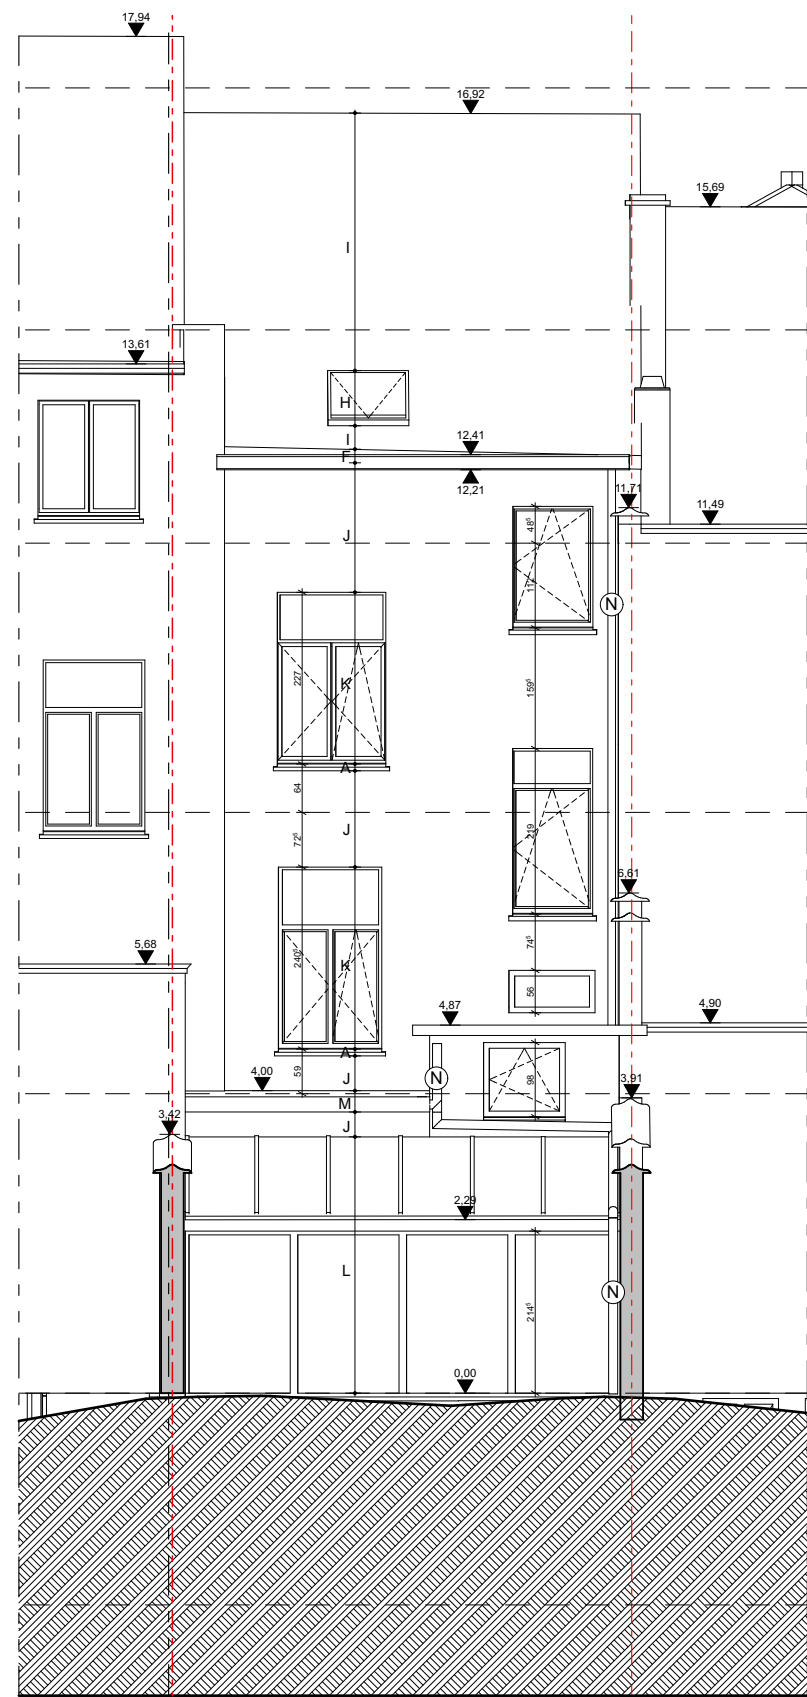 17,94
16,92
15,69
I
13,61
H
I
12,41
F
12,21
11,71
11,49
48⁵
J
112
N
227
K
159⁵
A
64
J
72⁵
219
6,61
240⁵
K
74⁵
5,68
56
4,87
4,90
A
59
4,00
J
N
98
3,91
M
3,42
J
2,29
L
214⁵
N
0,00